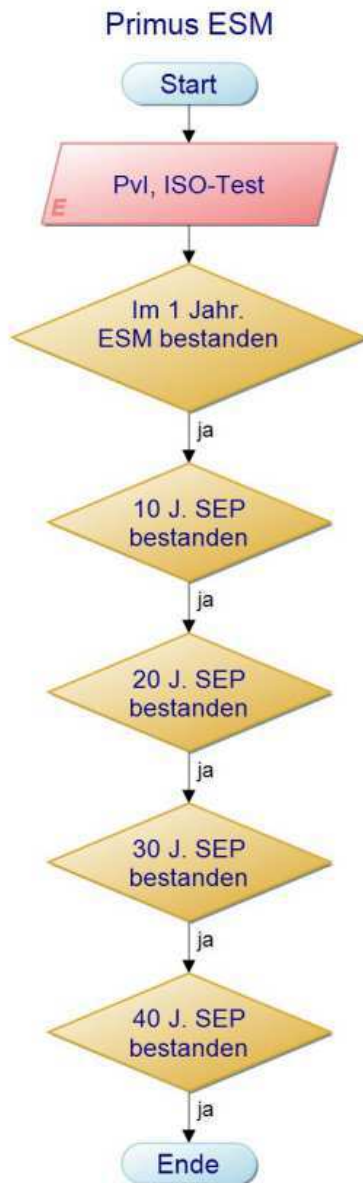 Primus ESM
Start
Pvl, ISO-Test
E
Im 1 Jahr.
ESM bestanden
ja
10 J. SEP
bestanden
ja
20 J. SEP
bestanden
ja
30 J. SEP
bestanden
ja
40 J. SEP
bestanden
ja
Ende